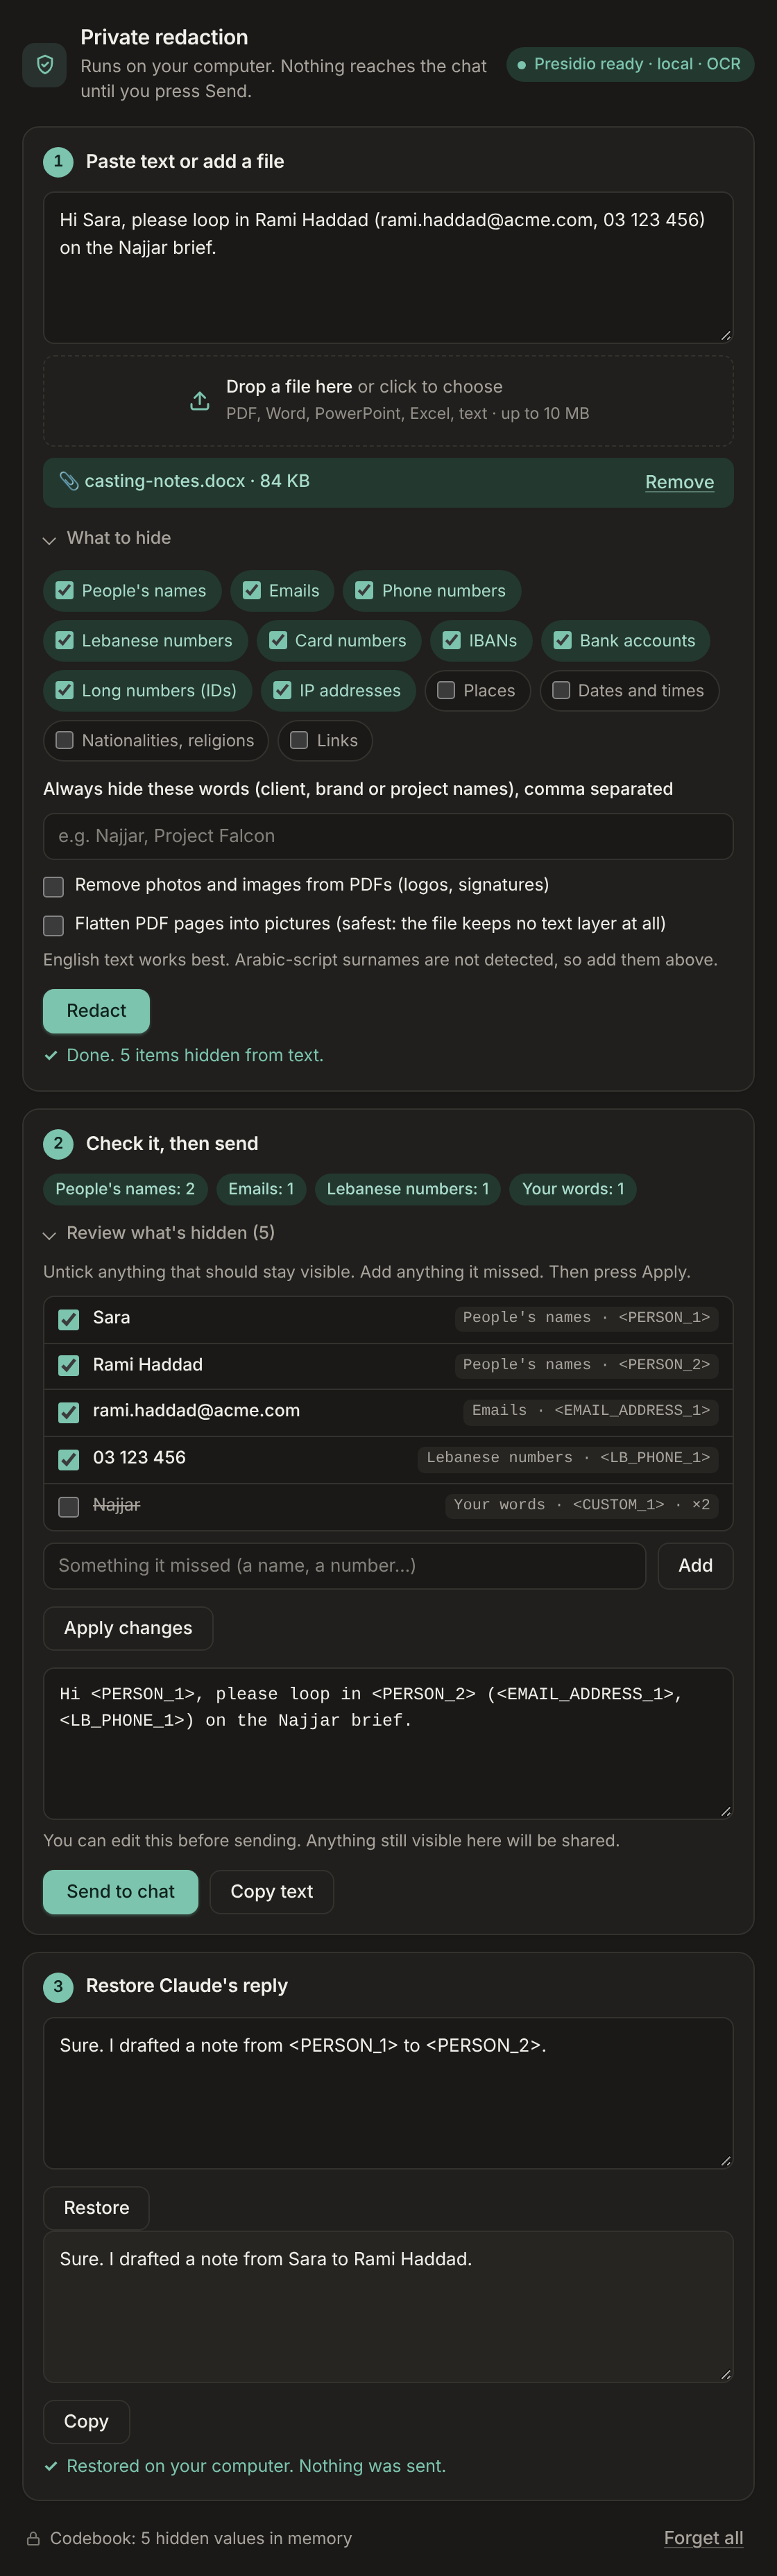 Private redaction
Runs on your computer. Nothing reaches the chat
until you press Send.
Presidio ready · local · OCR
1 Paste text or add a file
Hi Sara, please loop in Rami Haddad (rami.haddad@acme.com, 03 123 456)
on the Najjar brief.
Drop a file here or click to choose
PDF, Word, PowerPoint, Excel, text · up to 10 MB
casting-notes.docx · 84 KB Remove
What to hide
People's names Emails Phone numbers
Lebanese numbers Card numbers IBANs Bank accounts
Long numbers (IDs) IP addresses Places Dates and times
Nationalities, religions Links
Always hide these words (client, brand or project names), comma separated
e.g. Najjar, Project Falcon
Remove photos and images from PDFs (logos, signatures)
Flatten PDF pages into pictures (safest: the file keeps no text layer at all)
English text works best. Arabic-script surnames are not detected, so add them above.
Redact
Done. 5 items hidden from text.
2 Check it, then send
People's names: 2 Emails: 1 Lebanese numbers: 1 Your words: 1
Review what's hidden (5)
Untick anything that should stay visible. Add anything it missed. Then press Apply.
Sara People's names · <PERSON_1>
Rami Haddad People's names · <PERSON_2>
rami.haddad@acme.com Emails · <EMAIL_ADDRESS_1>
03 123 456 Lebanese numbers · <LB_PHONE_1>
Najjar Your words · <CUSTOM_1> · ×2
Something it missed (a name, a number...) Add
Apply changes
Hi <PERSON_1>, please loop in <PERSON_2> (<EMAIL_ADDRESS_1>,
<LB_PHONE_1>) on the Najjar brief.
You can edit this before sending. Anything still visible here will be shared.
Send to chat Copy text
3 Restore Claude's reply
Sure. I drafted a note from <PERSON_1> to <PERSON_2>.
Restore
Sure. I drafted a note from Sara to Rami Haddad.
Copy
Restored on your computer. Nothing was sent.
Codebook: 5 hidden values in memory Forget all